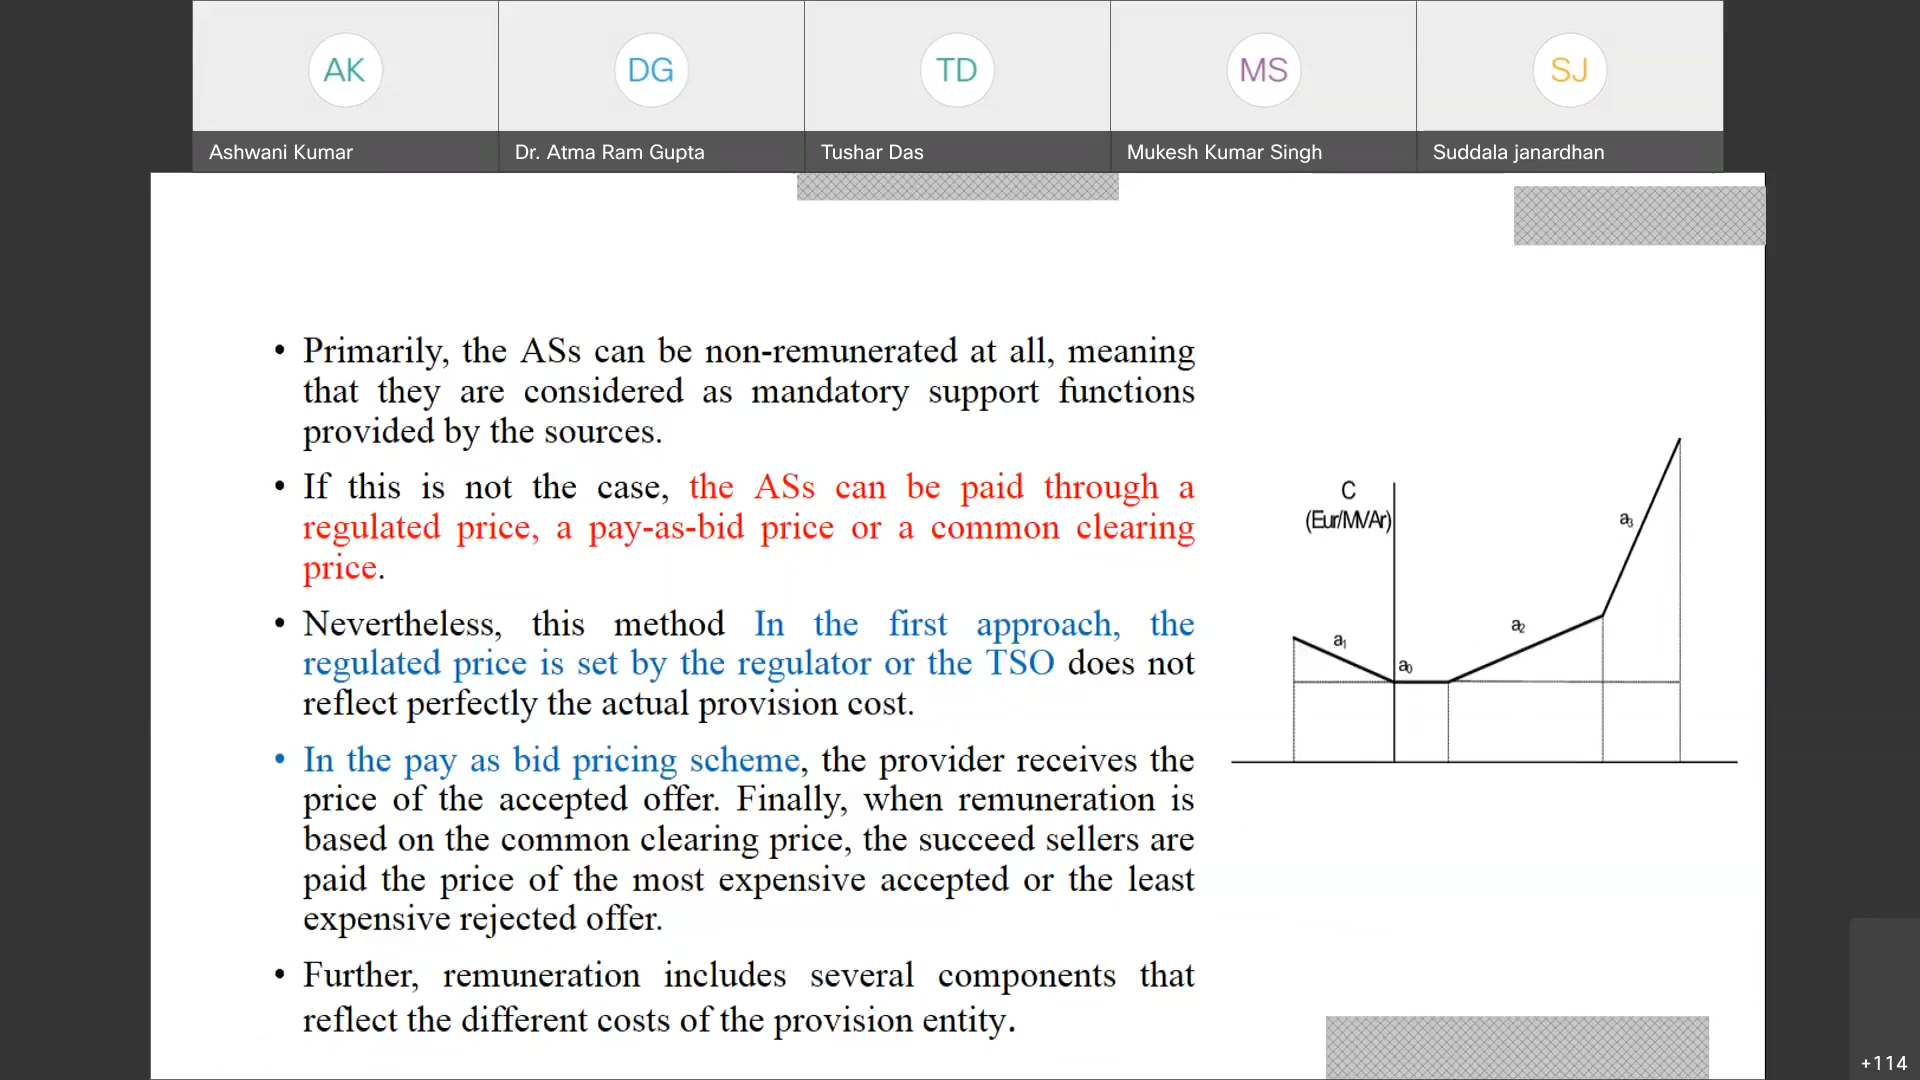 AK
DG
TD
MS
SJ
Ashwani Kumar
Dr. Atma Ram Gupta
Tushar Das
Mukesh Kumar Singh
Suddala janardhan
• Primarily, the ASs can be non-remunerated at all, meaning
that they are considered as mandatory support functions
provided by the sources.
• If this is not the case, the ASs can be paid through a
regulated price, a pay-as-bid price or a common clearing
price.
• Nevertheless, this method In the first approach, the
regulated price is set by the regulator or the TSO does not
reflect perfectly the actual provision cost.
• In the pay as bid pricing scheme, the provider receives the
price of the accepted offer. Finally, when remuneration is
based on the common clearing price, the succeed sellers are
paid the price of the most expensive accepted or the least
expensive rejected offer.
• Further, remuneration includes several components that
reflect the different costs of the provision entity.
C
(Eur/MVAr)
a₁
a₀
a₂
a₃
+114